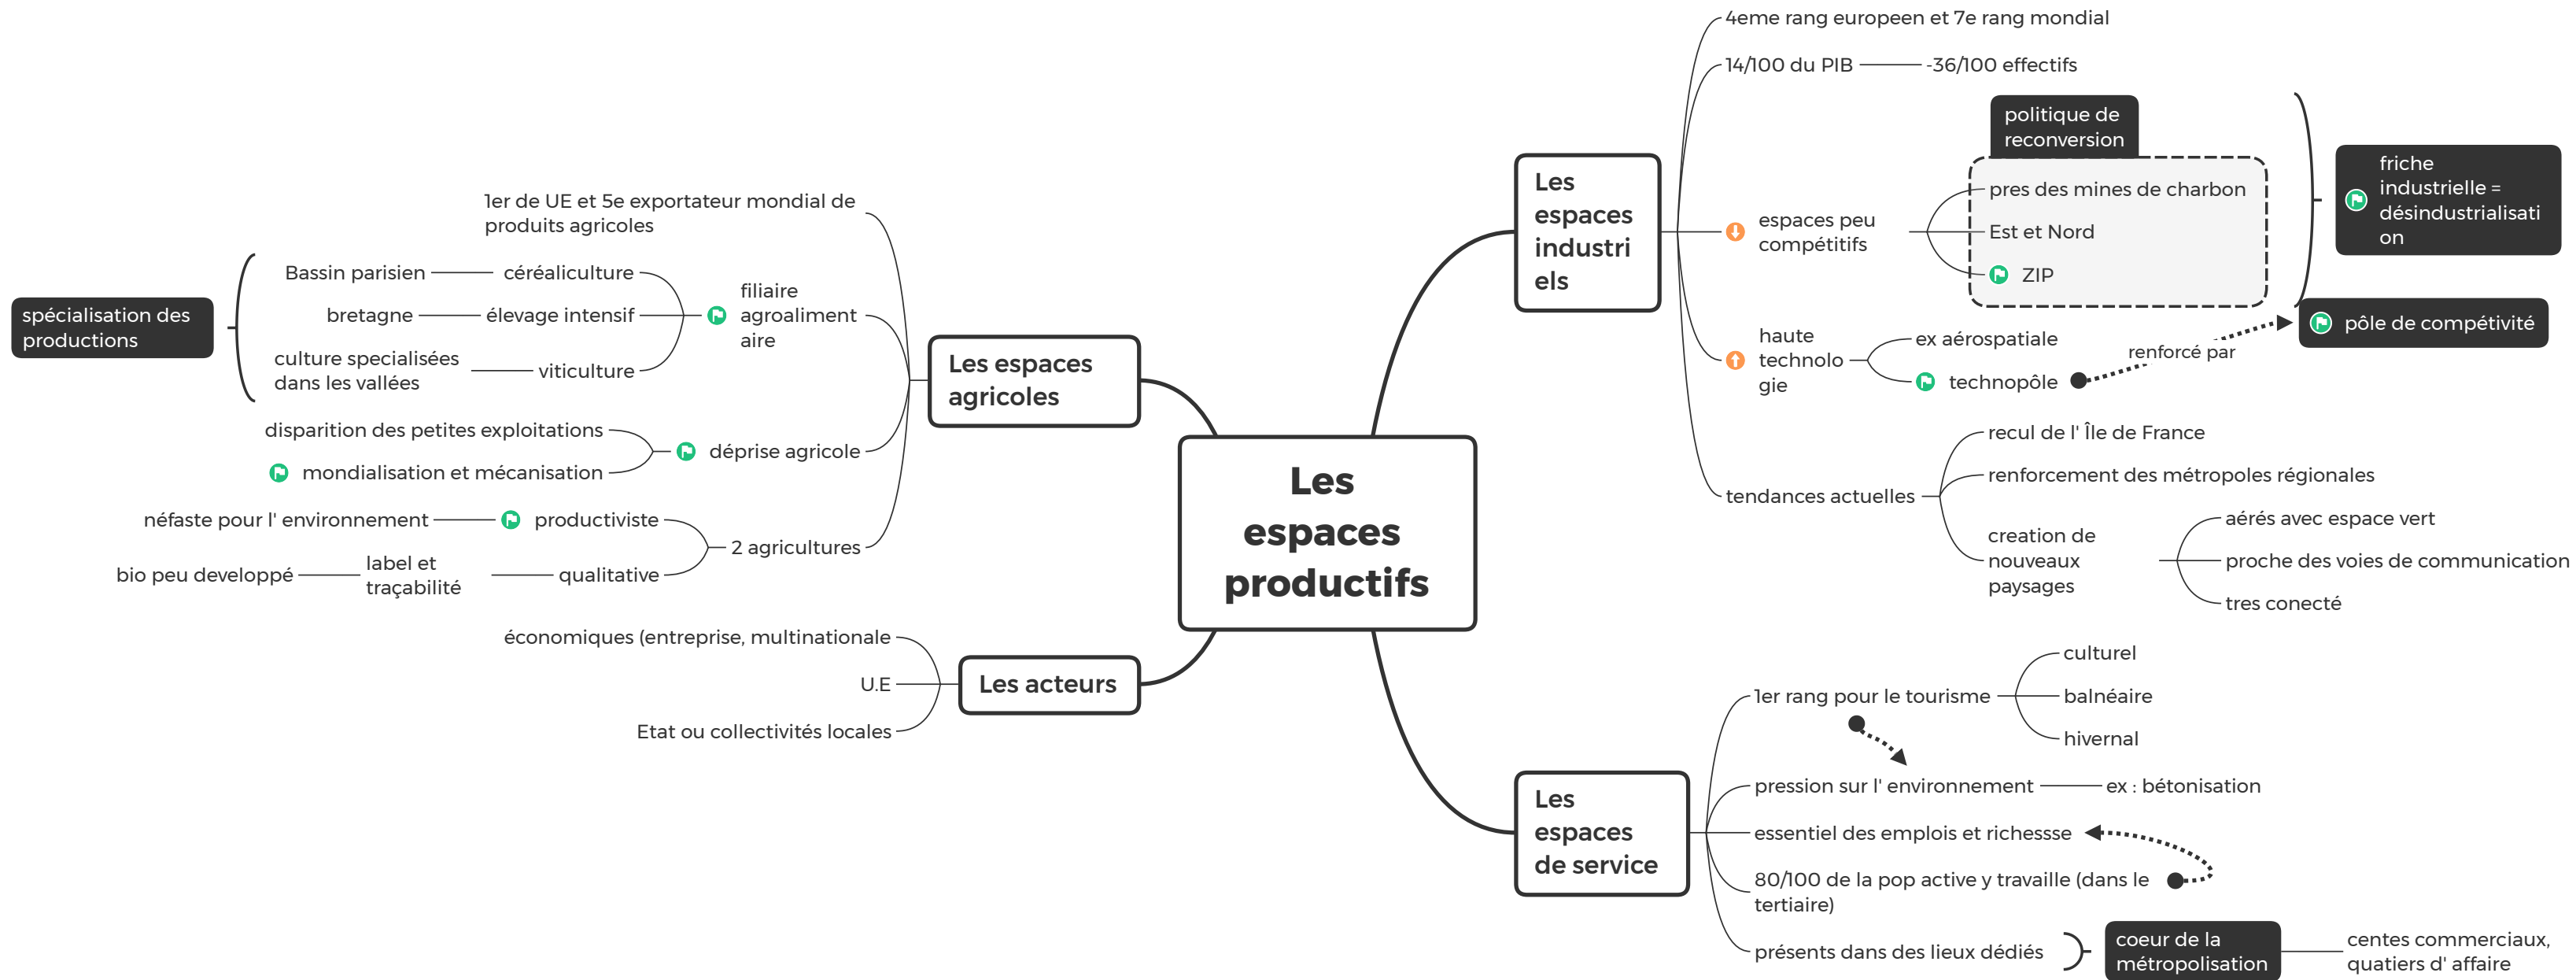 Les
espaces
productifs
Les
espaces
industri
els
4eme rang europeen et 7e rang mondial
14/100 du PIB
-36/100 effectifs
espaces peu
compétitifs
politique de
reconversion
pres des mines de charbon
Est et Nord
ZIP
friche
industrielle =
désindustrialisati
on
haute
technolo
gie
ex aérospatiale
technopôle
renforcé par
pôle de compétivité
tendances actuelles
recul de l' Île de France
renforcement des métropoles régionales
creation de
nouveaux
paysages
aérés avec espace vert
proche des voies de communication
tres conecté
Les
espaces
de service
1er rang pour le tourisme
culturel
balnéaire
hivernal
pression sur l' environnement
ex : bétonisation
essentiel des emplois et richessse
80/100 de la pop active y travaille (dans le
tertiaire)
présents dans des lieux dédiés
coeur de la
métropolisation
centes commerciaux,
quatiers d' affaire
Les espaces
agricoles
1er de UE et 5e exportateur mondial de
produits agricoles
filiaire
agroaliment
aire
céréaliculture
Bassin parisien
élevage intensif
bretagne
viticulture
culture specialisées
dans les vallées
spécialisation des
productions
déprise agricole
disparition des petites exploitations
mondialisation et mécanisation
2 agricultures
productiviste
néfaste pour l' environnement
qualitative
label et
traçabilité
bio peu developpé
Les acteurs
économiques (entreprise, multinationale
U.E
Etat ou collectivités locales